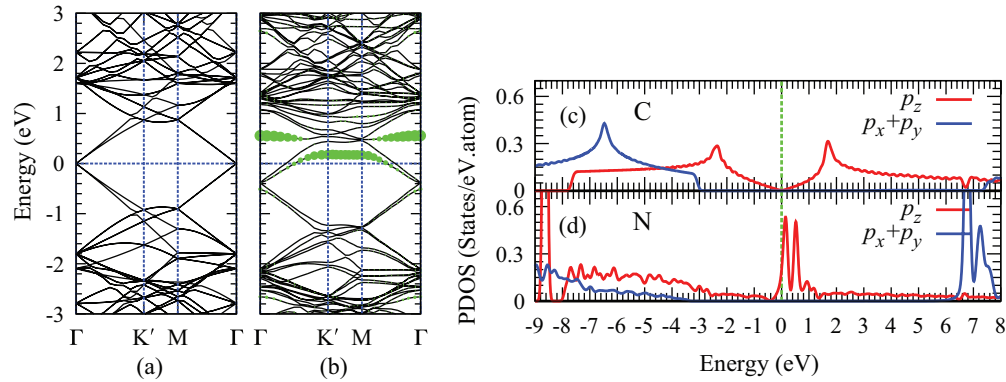 Energy (eV)
3
2
1
0
-1
-2
-3
Γ K′ M Γ
(a)
Γ K′ M Γ
(b)
PDOS (States/eV.atom)
0.6
0.3
0
(c) C
p_z
p_x+p_y
0.6
0.3
0
(d) N
p_z
p_x+p_y
-9 -8 -7 -6 -5 -4 -3 -2 -1 0 1 2 3 4 5 6 7 8
Energy (eV)